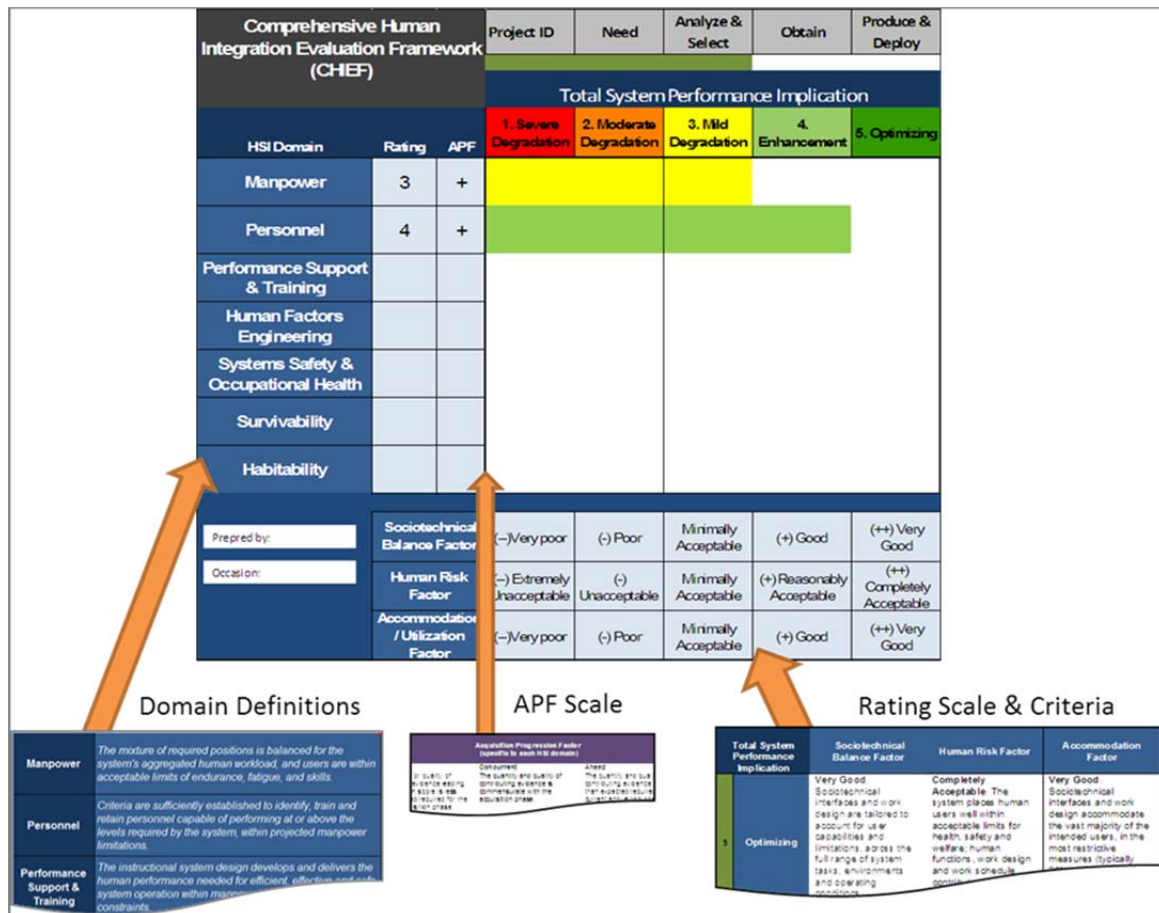 Comprehensive Human
Integration Evaluation Framework
(CHIEF)
Project ID
Need
Analyze &
Select
Obtain
Produce &
Deploy
Total System Performance Implication
HSI Domain
Rating
APF
1. Severe
Degradation
2. Moderate
Degradation
3. Mild
Degradation
4.
Enhancement
5. Optimizing
Manpower
3
+
Personnel
4
+
Performance Support
& Training
Human Factors
Engineering
Systems Safety &
Occupational Health
Survivability
Habitability
Prepred by:
Occasion:
Sociotechnical
Balance Factor
(--)Very poor
(-) Poor
Minimally
Acceptable
(+) Good
(++) Very
Good
Human Risk
Factor
(--) Extremely
Unacceptable
(-)
Unacceptable
Minimally
Acceptable
(+) Reasonably
Acceptable
(++)
Completely
Acceptable
Accommodation
/ Utilization
Factor
(--)Very poor
(-) Poor
Minimally
Acceptable
(+) Good
(++) Very
Good
Domain Definitions
APF Scale
Rating Scale & Criteria
Manpower
The mixture of required positions is balanced for the
system's aggregated human workload, and users are within
acceptable limits of endurance, fatigue, and skills.
Personnel
Criteria are sufficiently established to identify, train and
retain personnel capable of performing at or above the
levels required by the system, within projected manpower
limitations.
Performance
Support &
Training
The instructional system design develops and delivers the
human performance needed for efficient, effective and safe
system operation within
constraints.
Acquisition Progression Factor
(specific to each HSI domain)
Concurrent
The quantity and quality of
contributing evidence is
commensurate with the
acquisition phase
Ahead
Total System
Performance
Implication
Sociotechnical
Balance Factor
Human Risk Factor
Accommodation
Factor
5
Optimizing
Very Good.
Sociotechnical
interfaces and work
design are tailored to
account for user
capabilities and
limitations, across the
full range of system
tasks, environments
and operating
conditions
Completely
Acceptable. The
system places human
users well within
acceptable limits for
health, safety and
welfare; human
functions, work design
and work schedule
Very Good.
Sociotechnical
interfaces and work
design accommodate
the vast majority of the
intended users, in the
most restrictive
measures (typically